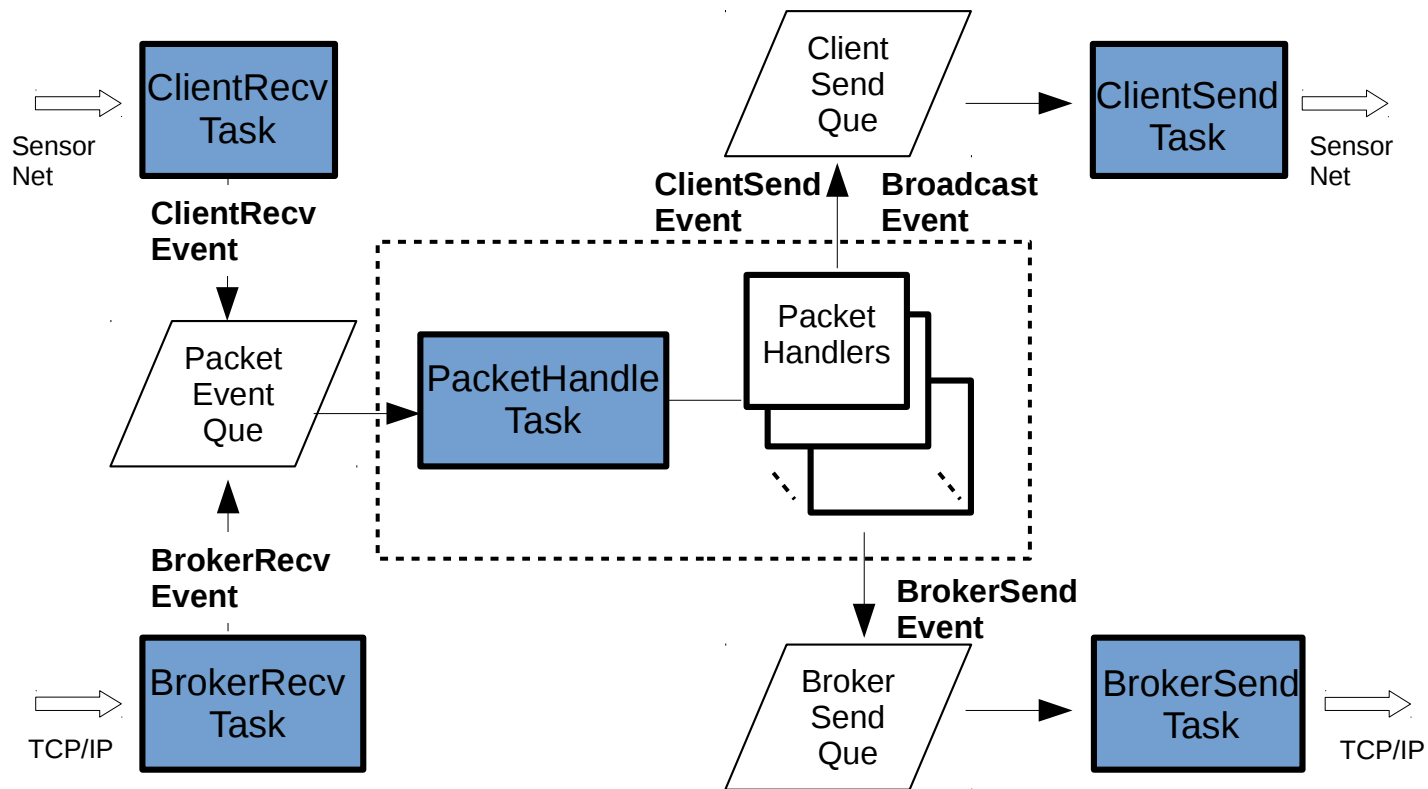 ClientRecv
Task
Sensor
Net
ClientRecv
Event
Packet
Event
Que
BrokerRecv
Event
BrokerRecv
Task
TCP/IP
PacketHandle
Task
Packet
Handlers
Client
Send
Que
ClientSend
Event
Broadcast
Event
ClientSend
Task
Sensor
Net
BrokerSend
Event
Broker
Send
Que
BrokerSend
Task
TCP/IP